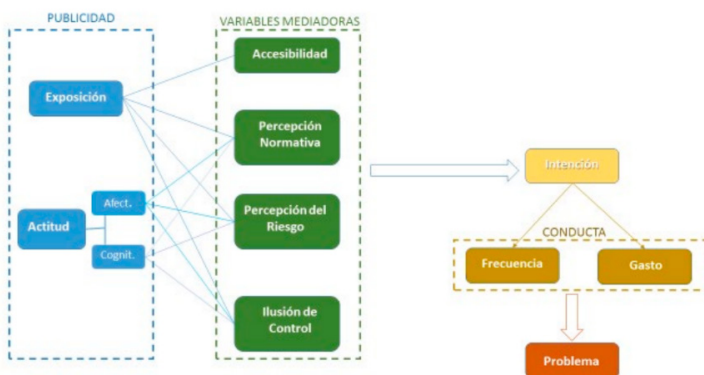 PUBLICIDAD
VARIABLES MEDIADORAS
Accesibilidad
Exposición
Percepción
Normativa
Intención
Afect.
Actitud
Percepción del
Riesgo
Cognit.
CONDUCTA
Frecuencia
Gasto
Ilusión de
Control
Problema